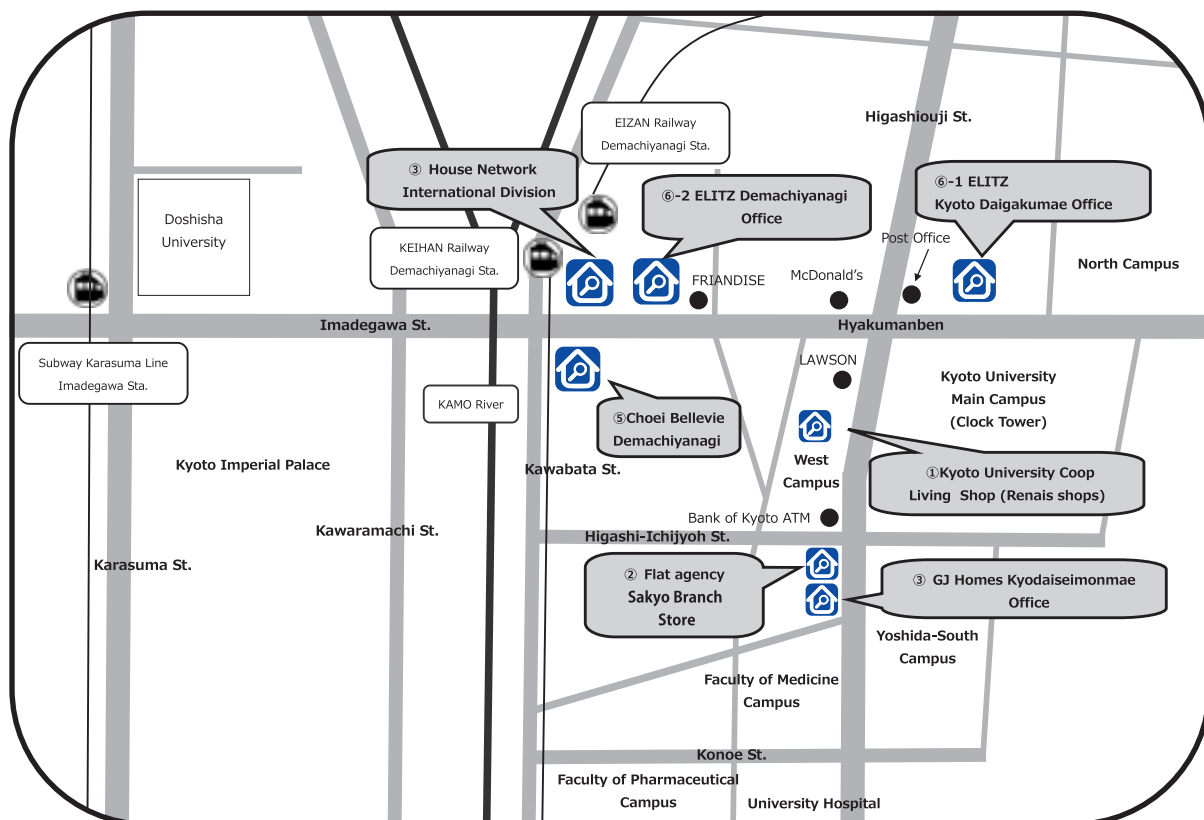 Higashiouji St.
EIZAN Railway
Demachiyanagi Sta.
③ House Network
International Division
⑥-2 ELITZ Demachiyanagi
Office
⑥-1 ELITZ
Kyoto Daigakumae Office
Doshisha
University
KEIHAN Railway
Demachiyanagi Sta.
Post Office
North Campus
FRIANDISE
McDonald's
Imadegawa St.
Hyakumanben
Subway Karasuma Line
Imadegawa Sta.
KAMO River
LAWSON
Kyoto University
Main Campus
(Clock Tower)
⑤Choei Bellevie
Demachiyanagi
Kyoto Imperial Palace
Kawabata St.
West
Campus
①Kyoto University Coop
Living Shop (Renais shops)
Bank of Kyoto ATM
Kawaramachi St.
Higashi-Ichijyoh St.
Karasuma St.
② Flat agency
Sakyo Branch
Store
③ GJ Homes Kyodaiseimonmae
Office
Yoshida-South
Campus
Faculty of Medicine
Campus
Konoe St.
Faculty of Pharmaceutical
Campus
University Hospital